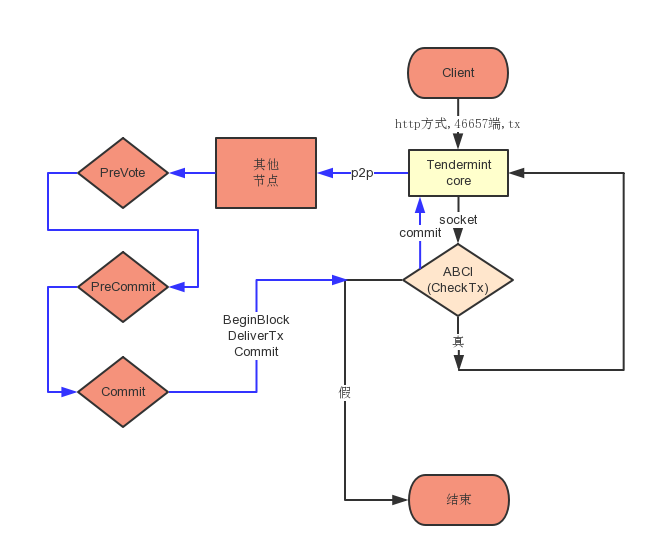 Client
http方式,46657端,tx
Tendermint
core
p2p
其他
节点
PreVote
socket
commit
ABCI
(CheckTx)
PreCommit
BeginBlock
DeliverTx
Commit
真
Commit
假
结束